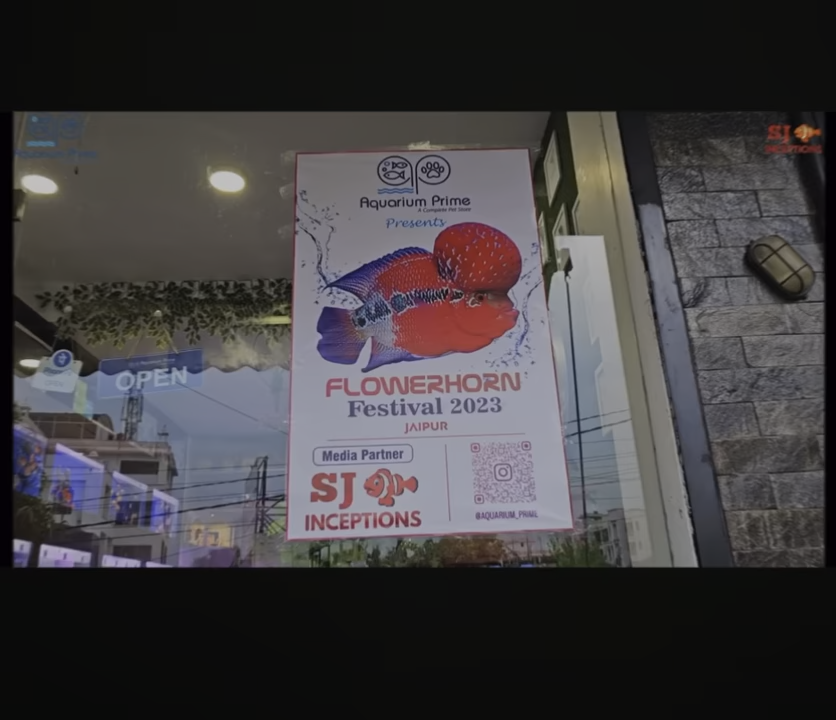 SJ
INCEPTIONS
Aquarium Prime
A Complete Pet Store
Presents
OPEN
FLOWERHORN
Festival 2023
JAIPUR
Media Partner
SJ
INCEPTIONS
@AQUARIUM_PRIME